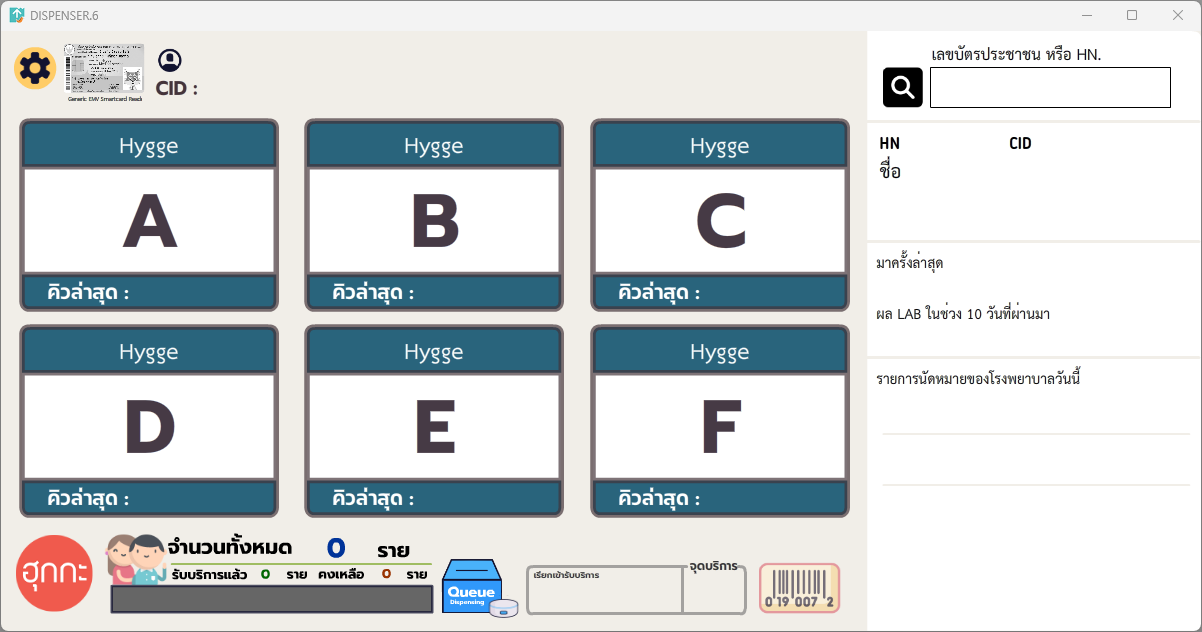 DISPENSER.6
Generic EMV Smartcard Reade
CID :
Hygge
A
คิวล่าสุด :
Hygge
B
คิวล่าสุด :
Hygge
C
คิวล่าสุด :
Hygge
D
คิวล่าสุด :
Hygge
E
คิวล่าสุด :
Hygge
F
คิวล่าสุด :
ฮุกกะ
จำนวนทั้งหมด 0 ราย
รับบริการแล้ว 0 ราย คงเหลือ 0 ราย
Queue
Dispensing
เรียกเข้ารับบริการ
จุดบริการ
0 19 007 2
เลขบัตรประชาชน หรือ HN.
HN CID
ชื่อ
มาครั้งล่าสุด
ผล LAB ในช่วง 10 วันที่ผ่านมา
รายการนัดหมายของโรงพยาบาลวันนี้